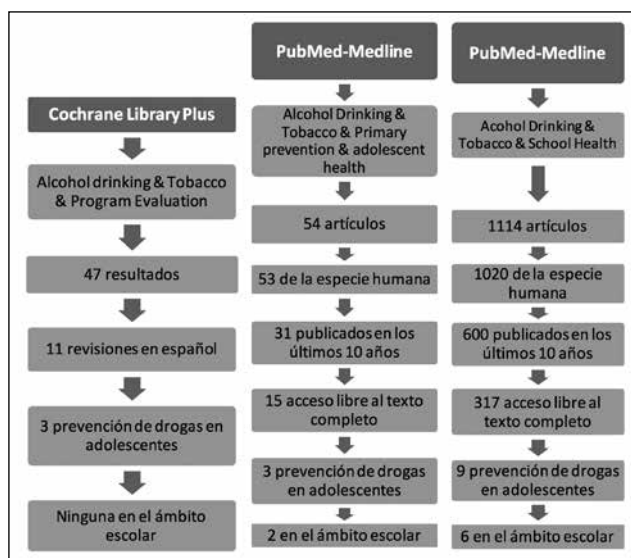 Cochrane Library Plus
Alcohol drinking & Tobacco
& Program Evaluation
47 resultados
11 revisiones en español
3 prevención de drogas en
adolescentes
Ninguna en el ámbito
escolar
PubMed-Medline
Alcohol Drinking &
Tobacco & Primary
prevention & adolescent
health
54 artículos
53 de la especie humana
31 publicados en los
últimos 10 años
15 acceso libre al texto
completo
3 prevención de drogas
en adolescentes
2 en el ámbito escolar
PubMed-Medline
Acohol Drinking &
Tobacco & School Health
1114 artículos
1020 de la especie
humana
600 publicados en los
últimos 10 años
317 acceso libre al
texto completo
9 prevención de drogas
en adolescentes
6 en el ámbito escolar